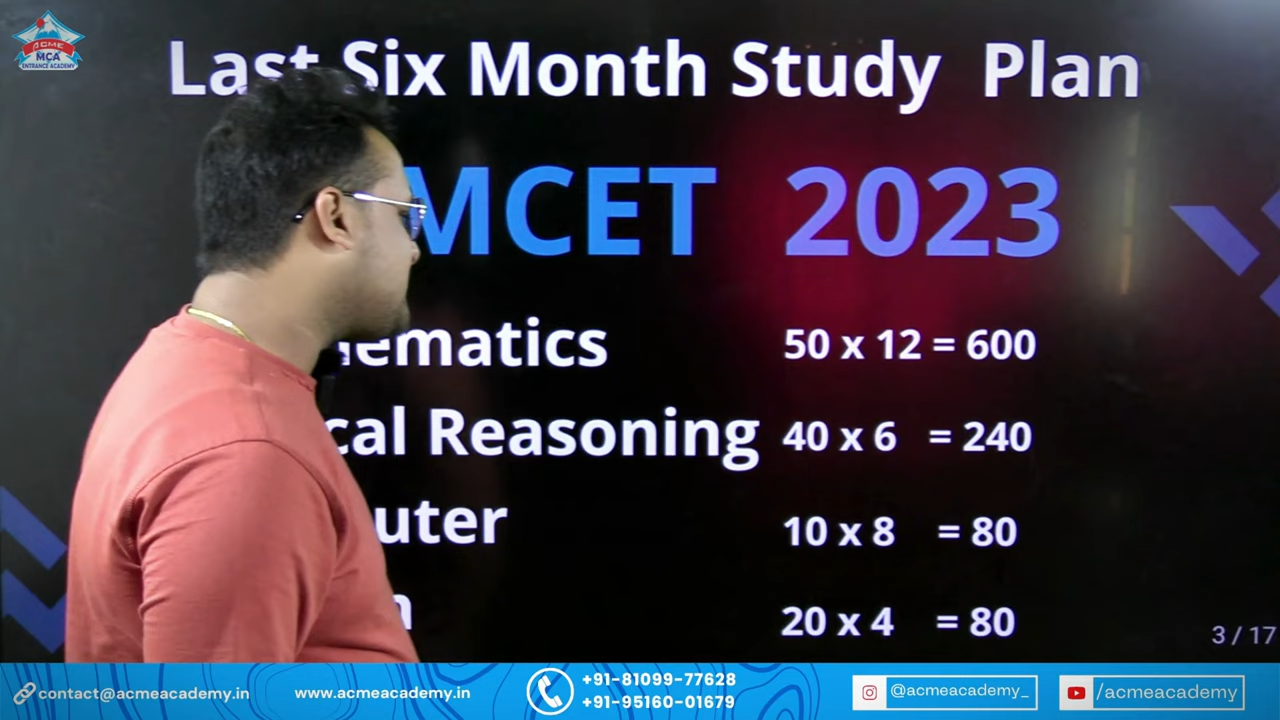 ACME
MCA
ENTRANCE ACADEMY
Last Six Month Study Plan
MCET 2023
ematics 50 x 12 = 600
cal Reasoning 40 x 6 = 240
uter 10 x 8 = 80
20 x 4 = 80
3 / 17
contact@acmeacademy.in
www.acmeacademy.in
+91-81099-77628
+91-95160-01679
@acmeacademy_
/acmeacademy